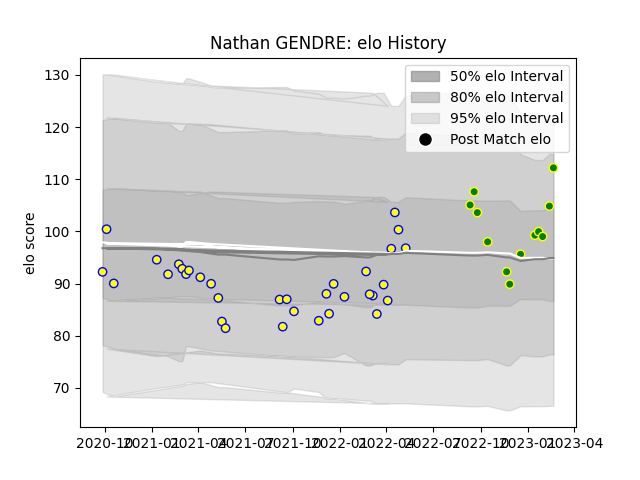 Nathan GENDRE: elo History
50% elo Interval
80% elo Interval
95% elo Interval
Post Match elo
elo score
130
120
110
100
90
80
70
2020-10 2021-01 2021-04 2021-07 2021-10 2022-01 2022-04 2022-07 2022-10 2023-01 2023-04